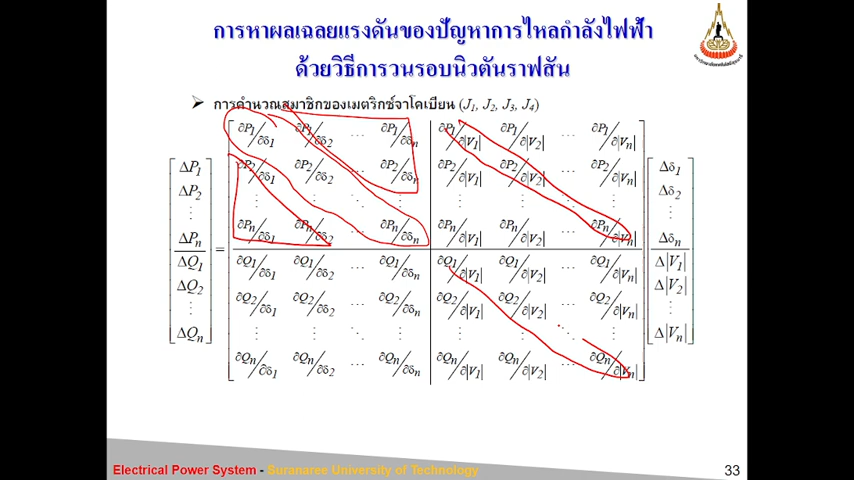 การหาผลเฉลยแรงดันของปัญหาการไหลกำลังไฟฟ้า
ด้วยวิธีการวนรอบนิวตันราฟสัน
➢ การคำนวณสมาชิกของเมตริกซ์จาโคเบียน (J1, J2, J3, J4)
∂P1/∂δ1 ∂P1/∂δ2 … ∂P1/∂δn ∂P1/∂|V1| ∂P1/∂|V2| … ∂P1/∂|Vn|
ΔP1 ∂P2/∂δ1 ∂P2/∂δ2 … ∂P2/∂δn ∂P2/∂|V1| ∂P2/∂|V2| … ∂P2/∂|Vn| Δδ1
ΔP2 Δδ2
⋮ ⋮ ⋮ ⋱ ⋮ ⋮ ⋮ ⋱ ⋮ ⋮
ΔPn ∂Pn/∂δ1 ∂Pn/∂δ2 … ∂Pn/∂δn ∂Pn/∂|V1| ∂Pn/∂|V2| … ∂Pn/∂|Vn| Δδn
=
ΔQ1 ∂Q1/∂δ1 ∂Q1/∂δ2 … ∂Q1/∂δn ∂Q1/∂|V1| ∂Q1/∂|V2| … ∂Q1/∂|Vn| Δ|V1|
ΔQ2 ∂Q2/∂δ1 ∂Q2/∂δ2 … ∂Q2/∂δn ∂Q2/∂|V1| ∂Q2/∂|V2| … ∂Q2/∂|Vn| Δ|V2|
⋮ ⋮ ⋮ ⋱ ⋮ ⋮ ⋮ ⋱ ⋮ ⋮
ΔQn ∂Qn/∂δ1 ∂Qn/∂δ2 … ∂Qn/∂δn ∂Qn/∂|V1| ∂Qn/∂|V2| … ∂Qn/∂|Vn| Δ|Vn|
Electrical Power System - Suranaree University of Technology
33